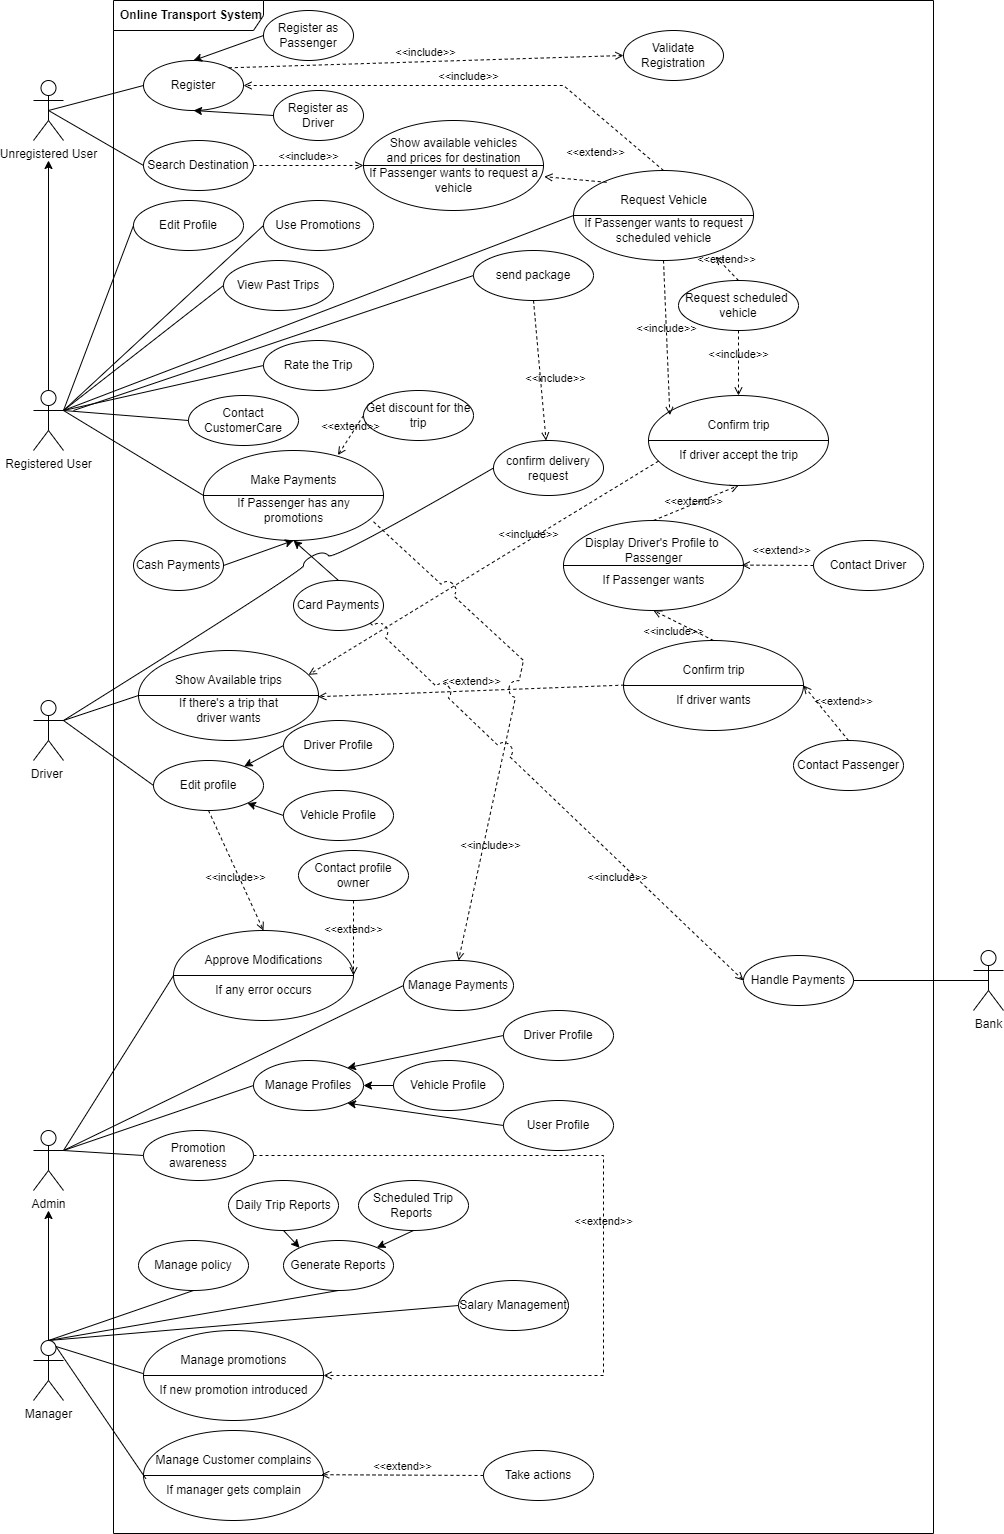 Online Transport System
Register as
Passenger
<<include>>
Validate
Registration
<<include>>
Register
Register as
Driver
Unregistered User
Search Destination
<<include>>
Show available vehicles
and prices for destination
If Passenger wants to request a
vehicle
<<extend>>
Request Vehicle
If Passenger wants to request
scheduled vehicle
Edit Profile
Use Promotions
<<extend>>
send package
View Past Trips
Request scheduled
vehicle
<<include>>
<<include>>
Rate the Trip
<<include>>
Get discount for the
trip
<<extend>>
Contact
CustomerCare
Confirm trip
If driver accept the trip
Registered User
confirm delivery
request
Make Payments
If Passenger has any
promotions
<<extend>>
<<include>>
Display Driver's Profile to
Passenger
If Passenger wants
<<extend>>
Contact Driver
Cash Payments
Card Payments
<<include>>
Show Available trips
If there's a trip that
driver wants
<<extend>>
Confirm trip
If driver wants
<<extend>>
Driver
Driver Profile
Contact Passenger
Edit profile
Vehicle Profile
<<include>>
<<include>>
Contact profile
owner
<<include>>
<<extend>>
Approve Modifications
If any error occurs
Manage Payments
Handle Payments
Bank
Driver Profile
Manage Profiles
Vehicle Profile
User Profile
Promotion
awareness
Admin
Daily Trip Reports
Scheduled Trip
Reports
<<extend>>
Manage policy
Generate Reports
Salary Management
Manage promotions
If new promotion introduced
Manager
Manage Customer complains
If manager gets complain
<<extend>>
Take actions